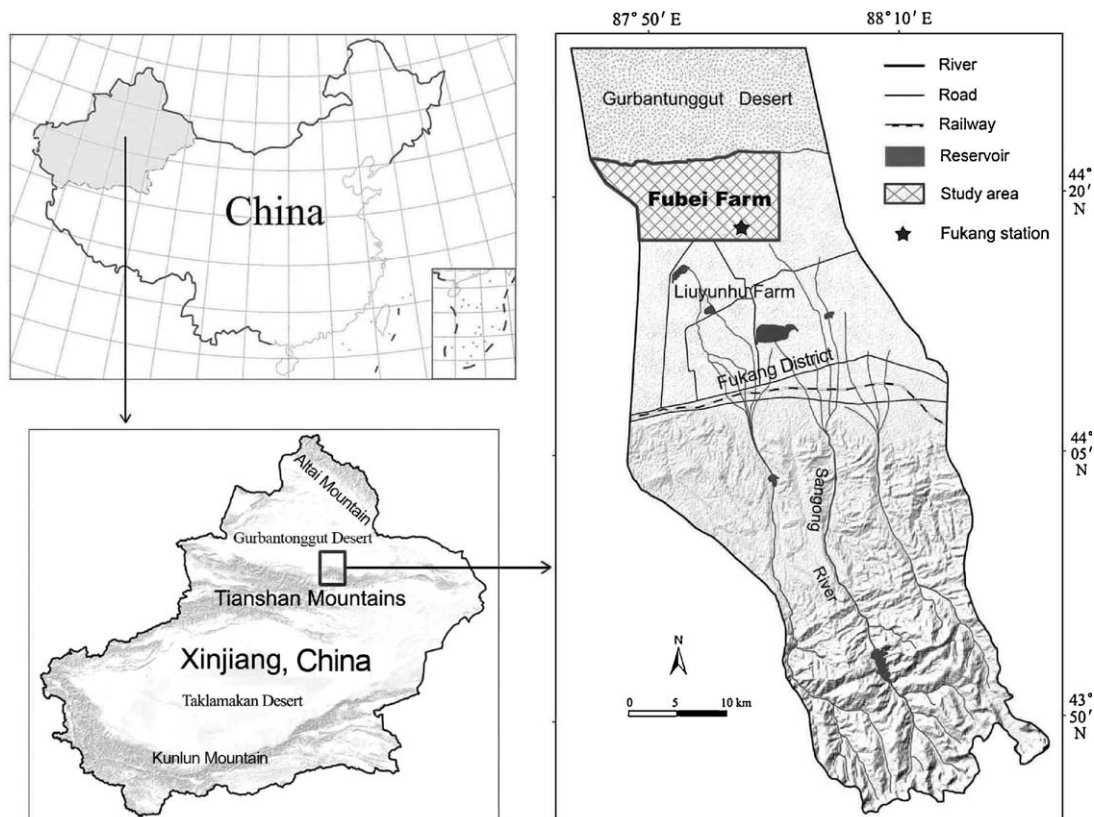 China
Altai Mountain
Gurbantonggut Desert
Tianshan Mountains
Xinjiang, China
Taklamakan Desert
Kunlun Mountain
87° 50′ E
88° 10′ E
Gurbantunggut Desert
Fubei Farm
Liuyunhu Farm
Fukang District
Sangong
River
River
Road
Railway
Reservoir
Study area
Fukang station
44°
20′
N
44°
05′
N
43°
50′
N
N
0 5 10 km